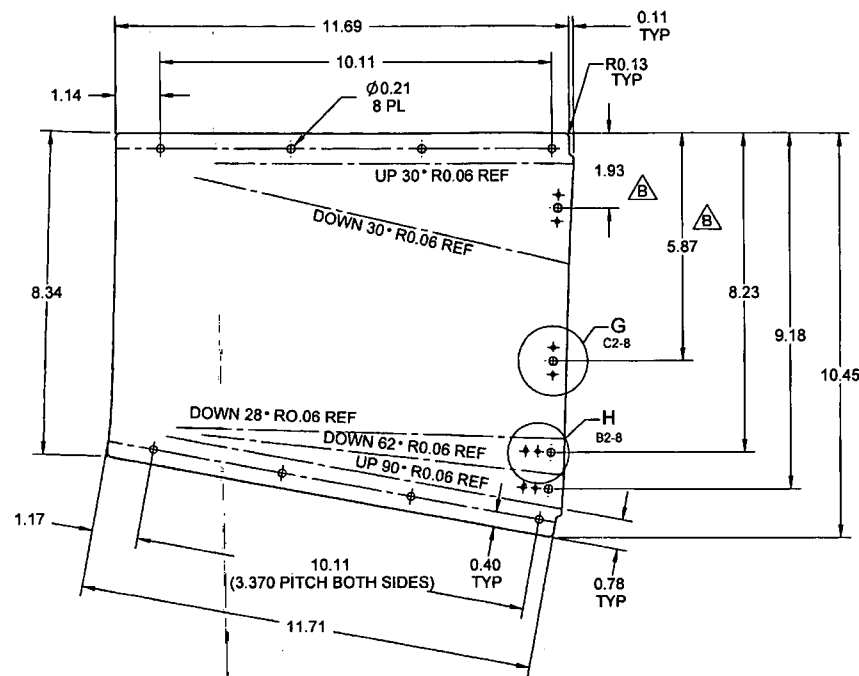 11.69
0.11
TYP
10.11
R0.13
TYP
1.14
Ø0.21
8 PL
1.93
B
UP 30° R0.06 REF
B
DOWN 30° R0.06 REF
5.87
8.34
8.23
G
C2-8
9.18
10.45
DOWN 28° RO.06 REF
H
B2-8
DOWN 62° R0.06 REF
UP 90° R0.06 REF
1.17
10.11
(3.370 PITCH BOTH SIDES)
0.40
TYP
0.78
TYP
11.71